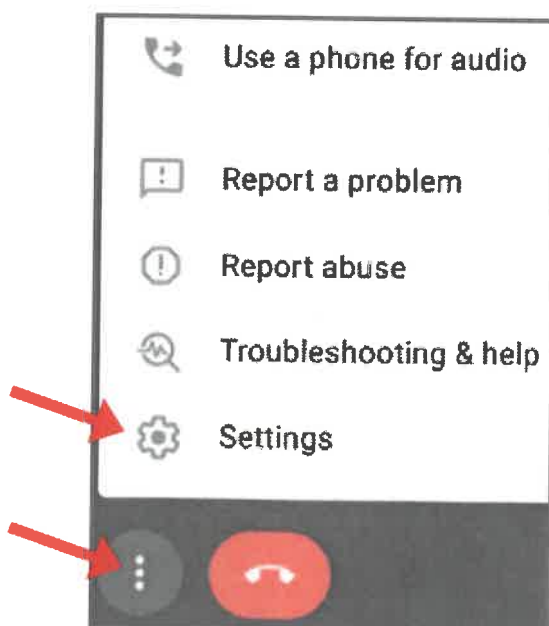 Use a phone for audio
Report a problem
Report abuse
Troubleshooting & help
Settings